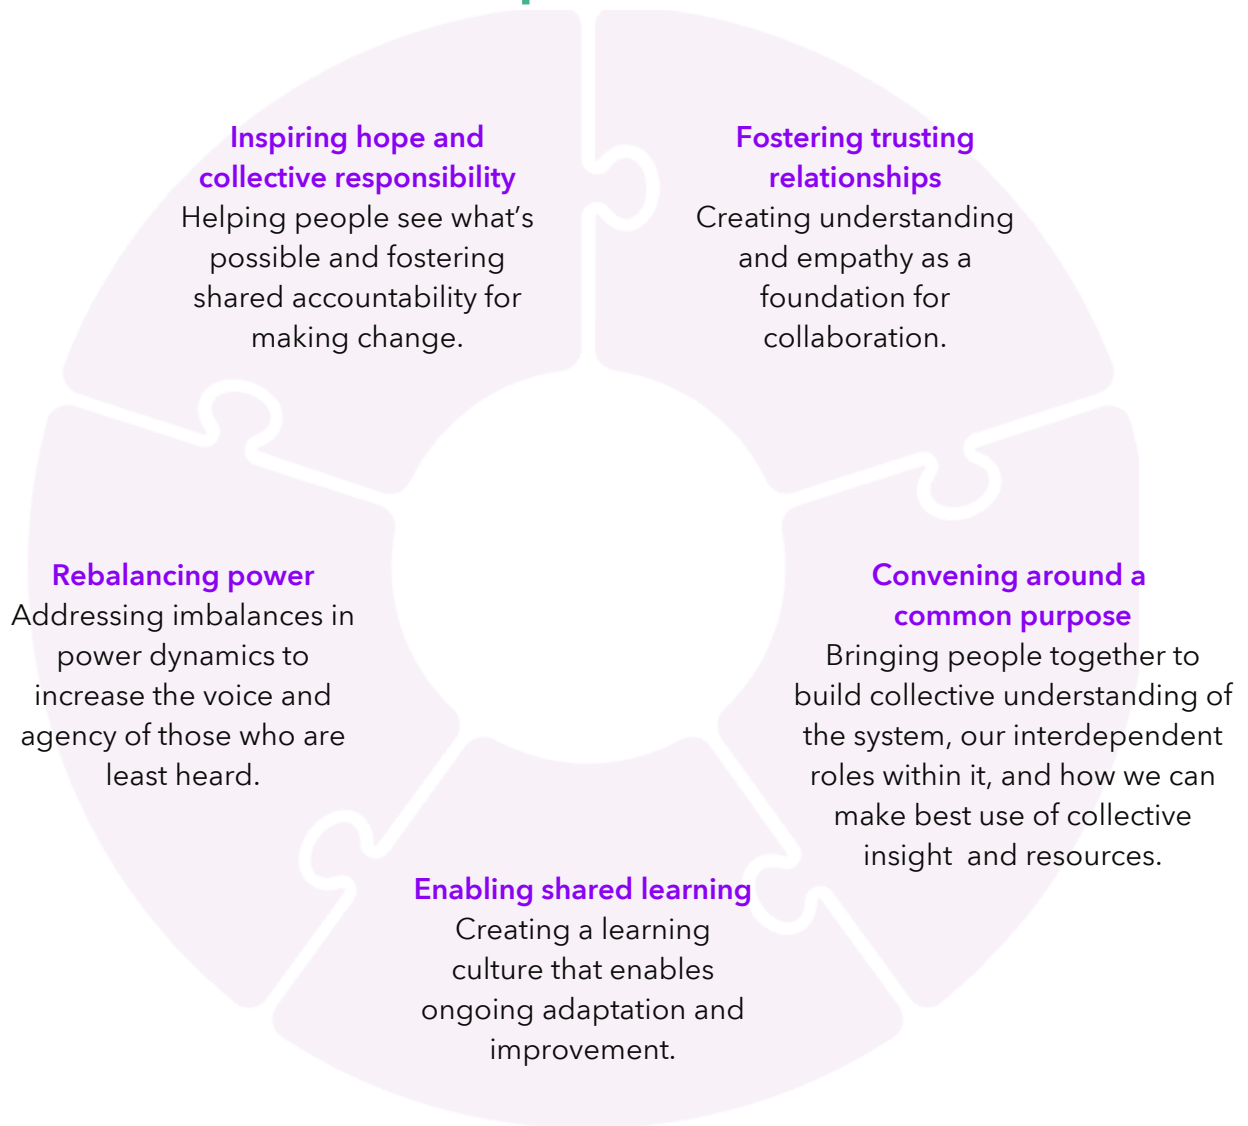 Inspiring hope and
collective responsibility
Helping people see what’s
possible and fostering
shared accountability for
making change.
Fostering trusting
relationships
Creating understanding
and empathy as a
foundation for
collaboration.
Convening around a
common purpose
Bringing people together to
build collective understanding of
the system, our interdependent
roles within it, and how we can
make best use of collective
insight  and resources.
Enabling shared learning
Creating a learning
culture that enables
ongoing adaptation and
improvement.
Rebalancing power
Addressing imbalances in
power dynamics to
increase the voice and
agency of those who are
least heard.